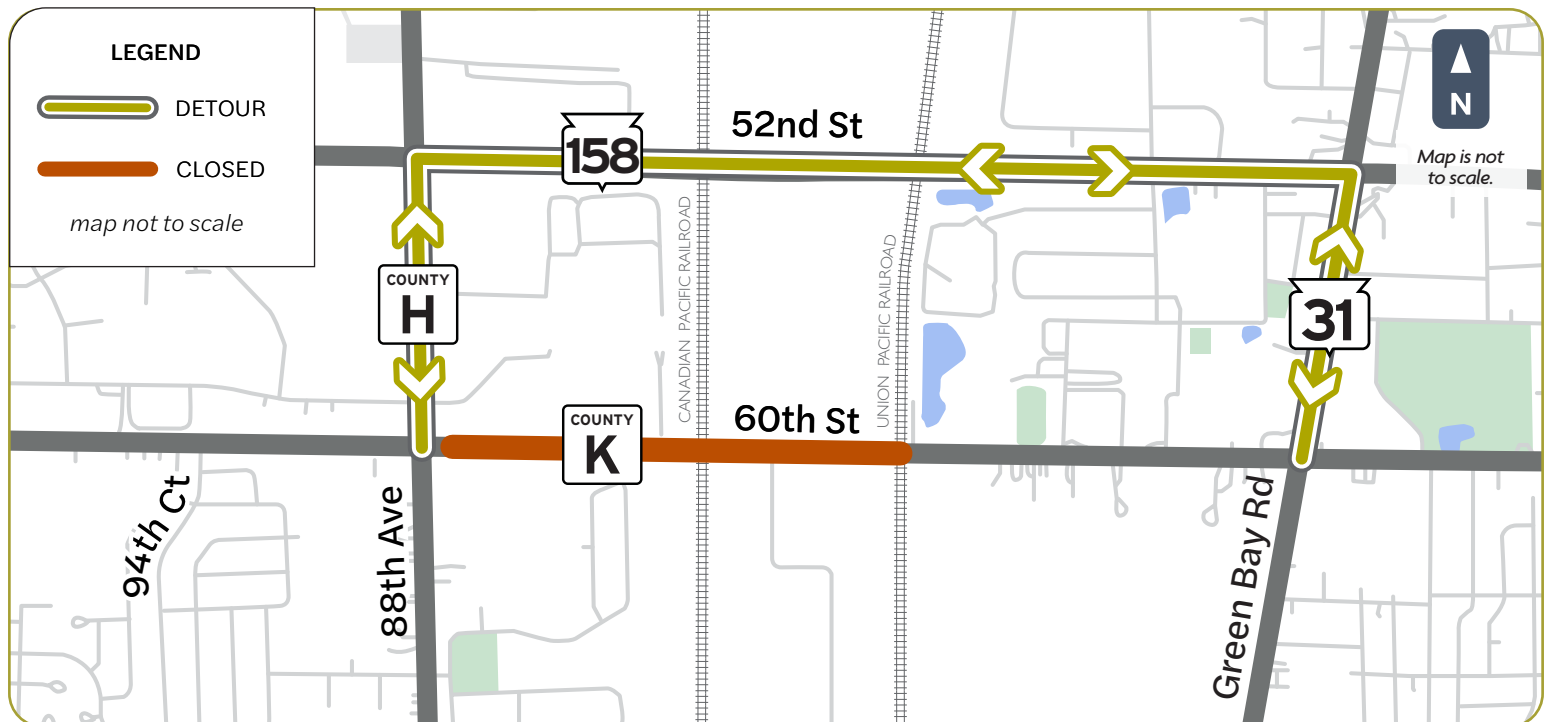 LEGEND
DETOUR
CLOSED
map not to scale
52nd St
158
N
Map is not
to scale.
CANADIAN PACIFIC RAILROAD
UNION PACIFIC RAILROAD
COUNTY
H
31
COUNTY
K
60th St
94th Ct
88th Ave
Green Bay Rd